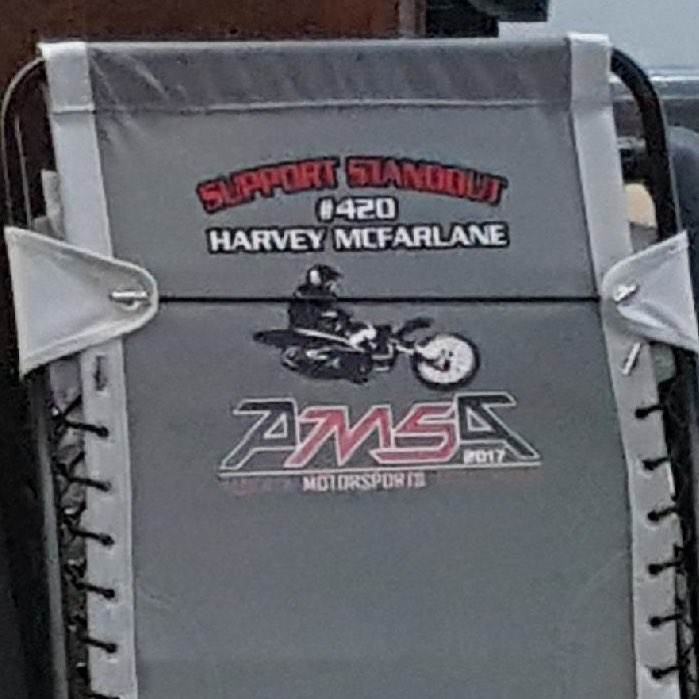 SUPPORT STANDOUT
#420
HARVEY MCFARLANE
AMSA
2017
MOTORSPORTS